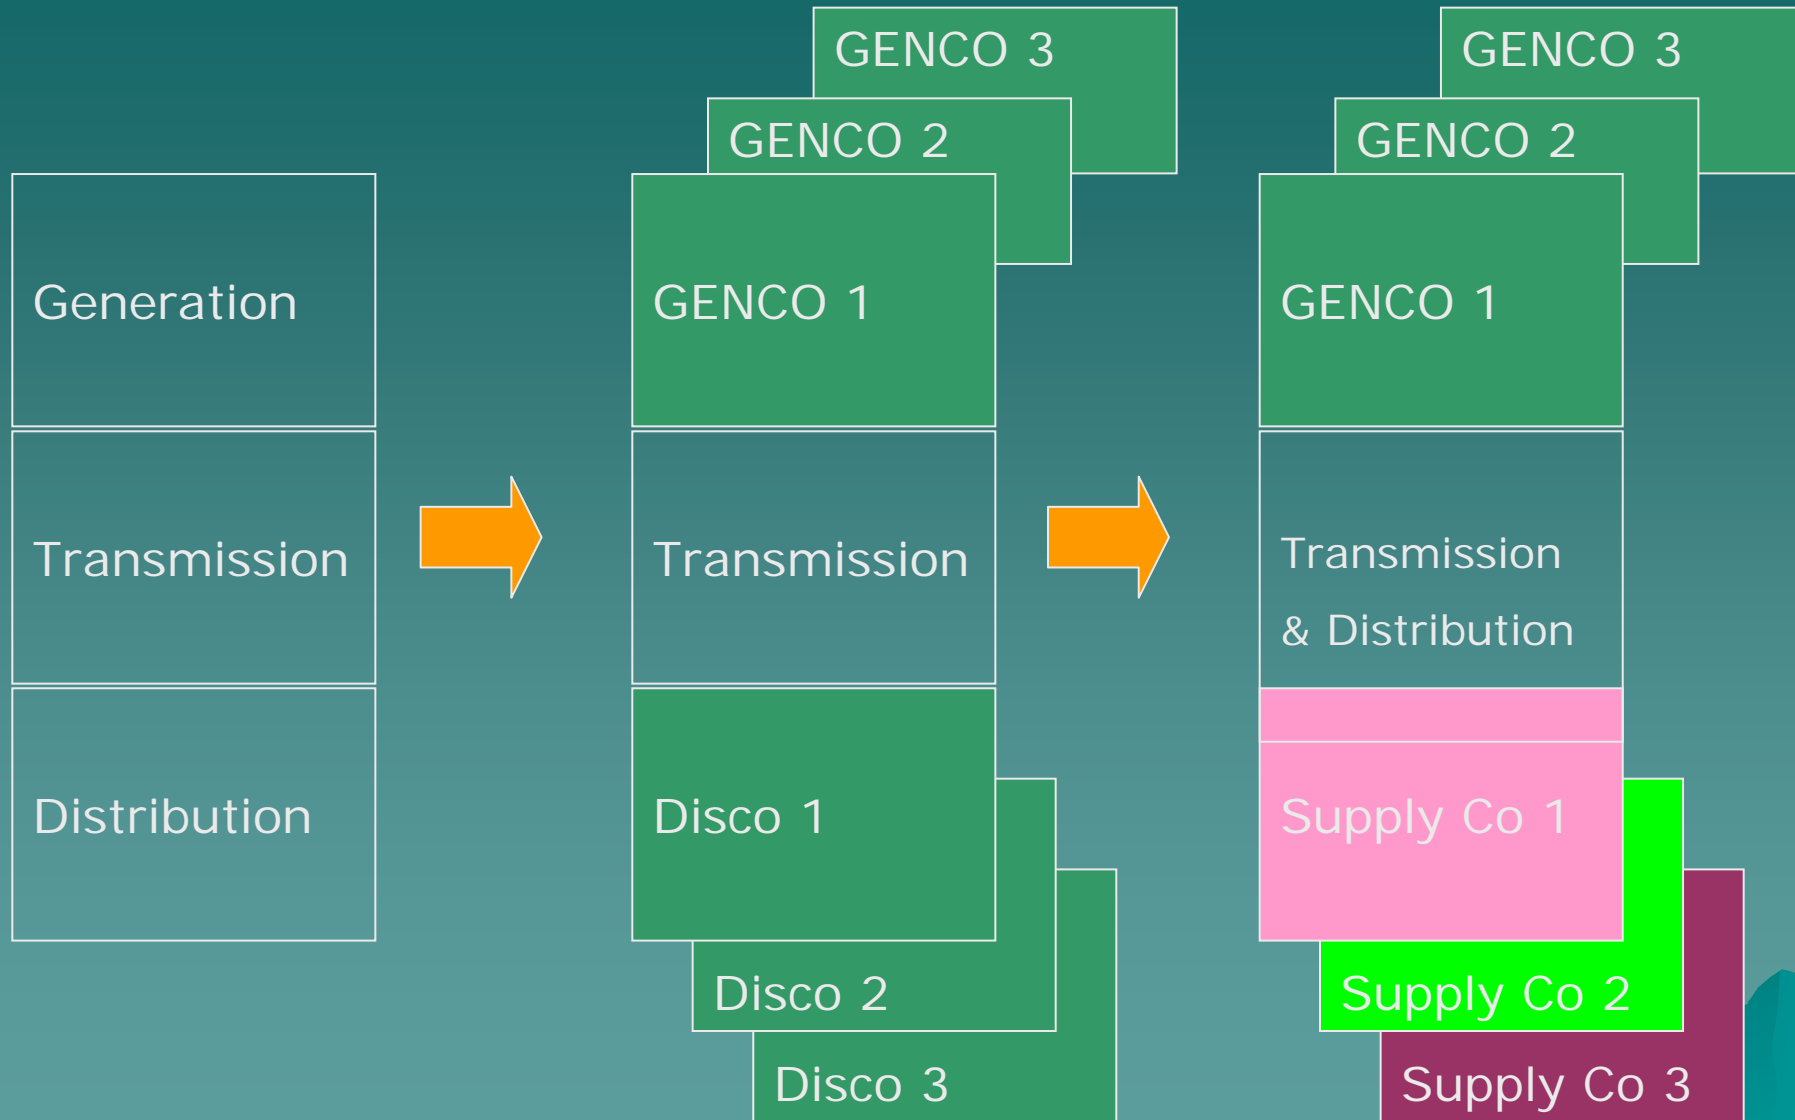 Generation
Transmission
Distribution
GENCO 3
GENCO 2
GENCO 1
Transmission
Disco 1
Disco 2
Disco 3
GENCO 3
GENCO 2
GENCO 1
Transmission
& Distribution
Supply Co 1
Supply Co 2
Supply Co 3